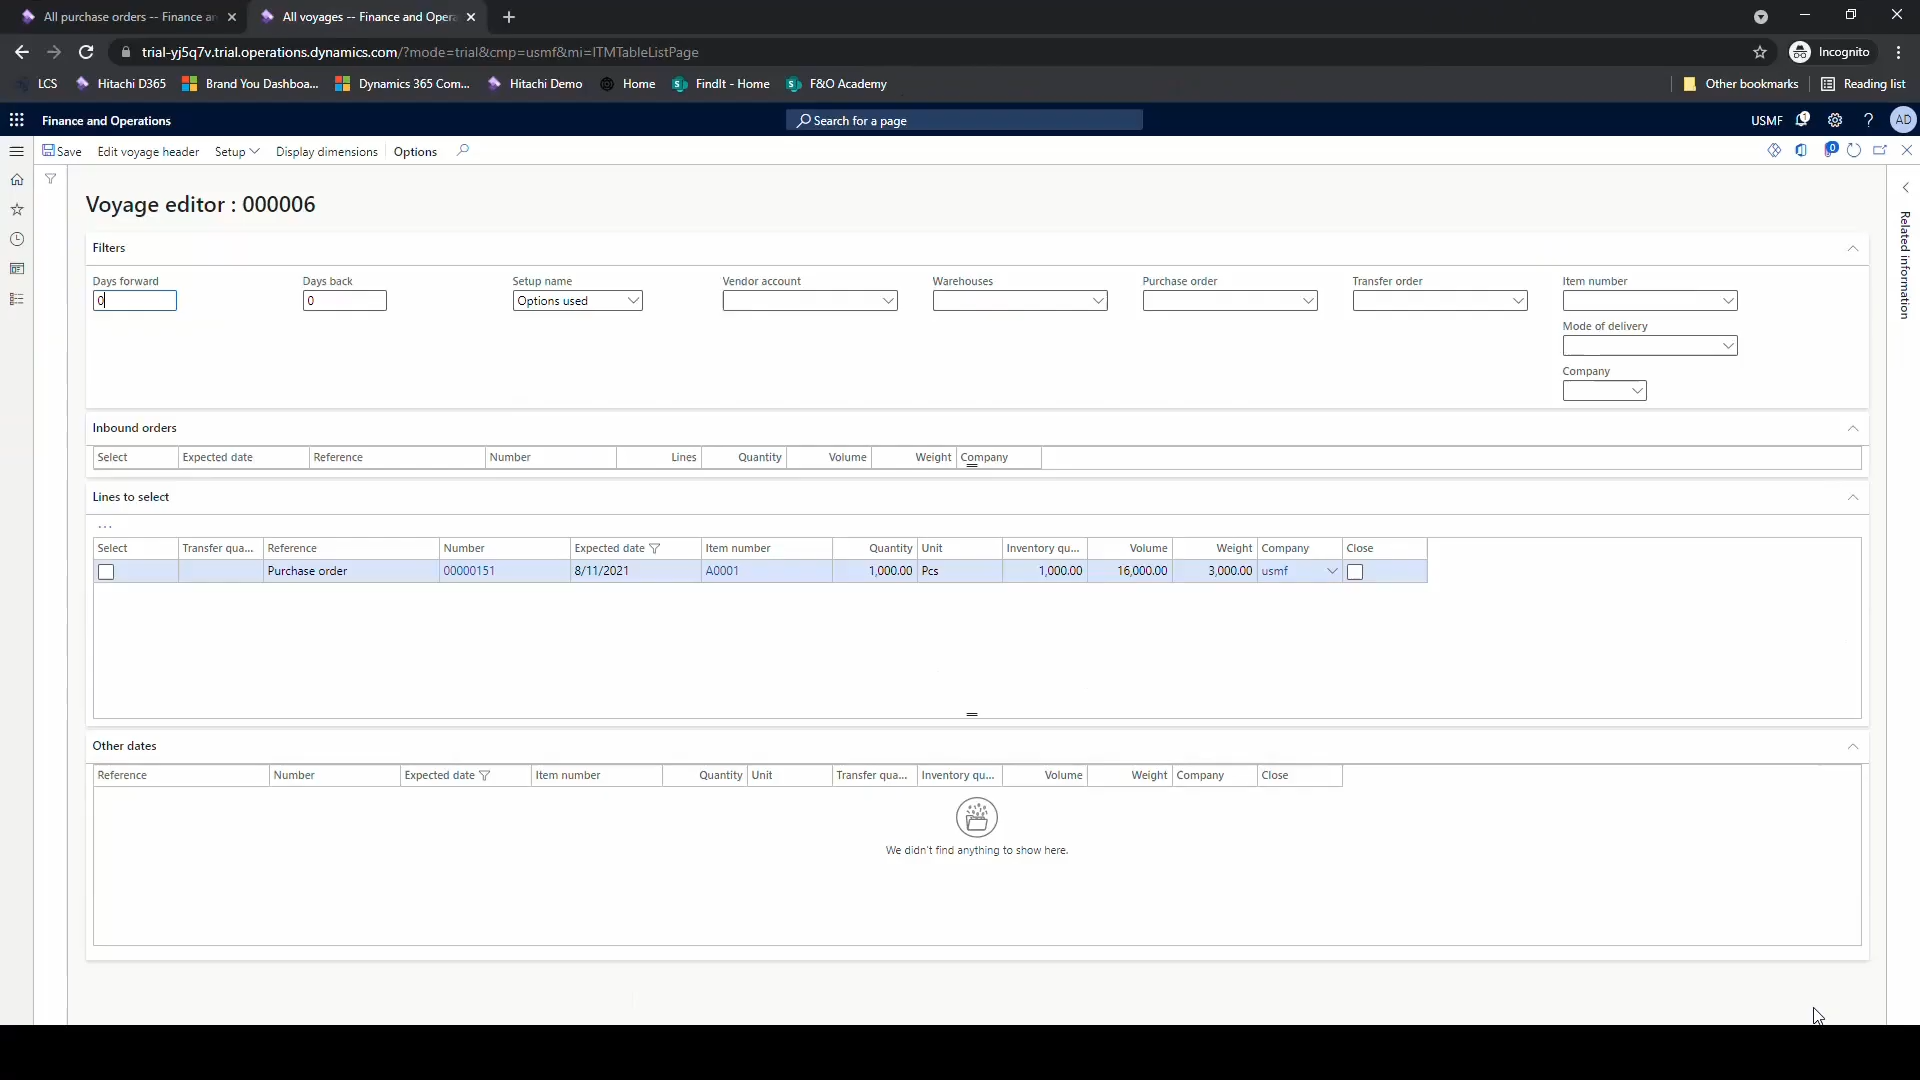 All purchase orders -- Finance an
All voyages -- Finance and Opera
trial-yj5q7v.trial.operations.dynamics.com/?mode=trial&cmp=usmf&mi=ITMTableListPage
Incognito
LCS
Hitachi D365
Brand You Dashboa...
Dynamics 365 Com...
Hitachi Demo
Home
FindIt - Home
F&O Academy
Other bookmarks
Reading list
Finance and Operations
Search for a page
USMF
1
AD
Save
Edit voyage header
Setup
Display dimensions
Options
0
Voyage editor : 000006
Related information
Filters
Days forward Days back Setup name Vendor account Warehouses Purchase order Transfer order Item number
0 0 Options used
Mode of delivery
Company
Inbound orders
Select Expected date Reference Number Lines Quantity Volume Weight Company
Lines to select
...
Select Transfer qua... Reference Number Expected date Item number Quantity Unit Inventory qu... Volume Weight Company Close
Purchase order 00000151 8/11/2021 A0001 1,000.00 Pcs 1,000.00 16,000.00 3,000.00 usmf
Other dates
Reference Number Expected date Item number Quantity Unit Transfer qua... Inventory qu... Volume Weight Company Close
We didn't find anything to show here.